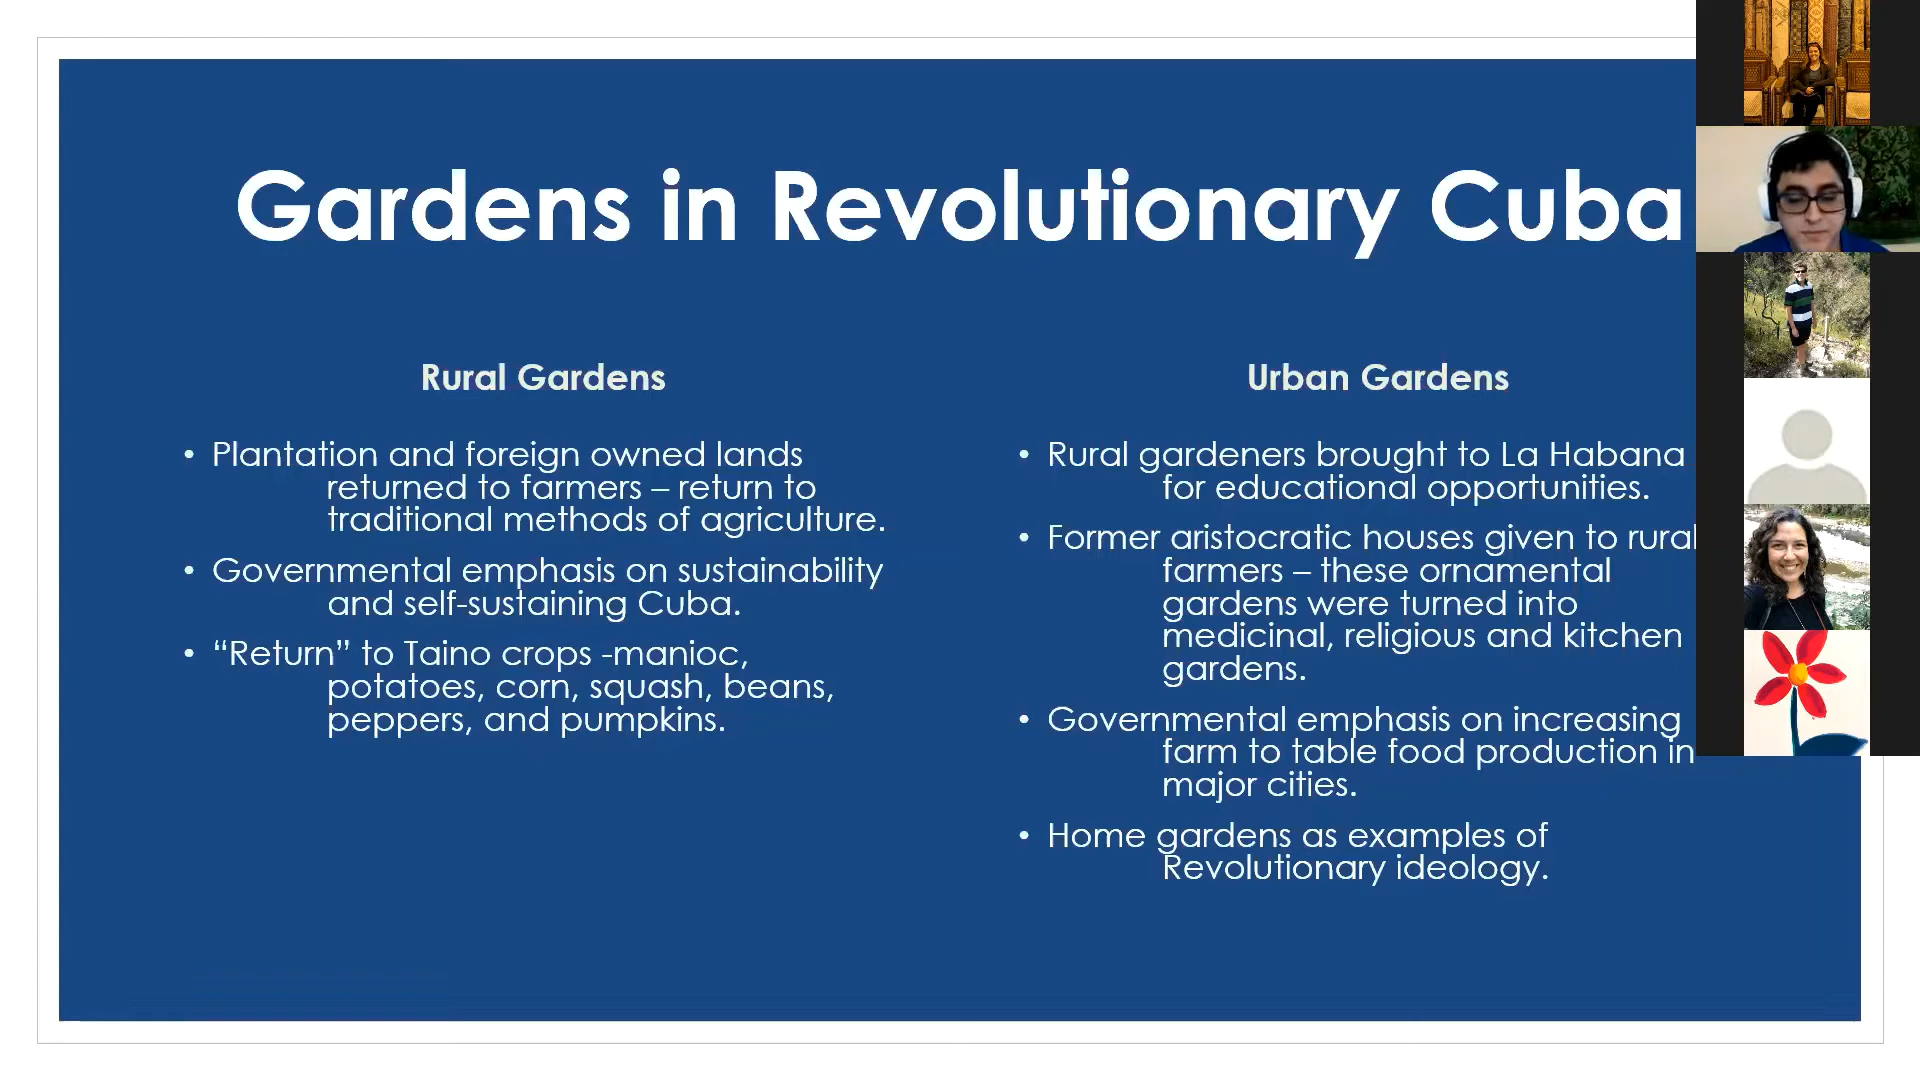 Gardens in Revolutionary Cuba
Rural Gardens
• Plantation and foreign owned lands
returned to farmers – return to
traditional methods of agriculture.
• Governmental emphasis on sustainability
and self-sustaining Cuba.
• “Return” to Taino crops -manioc,
potatoes, corn, squash, beans,
peppers, and pumpkins.
Urban Gardens
• Rural gardeners brought to La Habana
for educational opportunities.
• Former aristocratic houses given to rural
farmers – these ornamental
gardens were turned into
medicinal, religious and kitchen
gardens.
• Governmental emphasis on increasing
farm to table food production in
major cities.
• Home gardens as examples of
Revolutionary ideology.